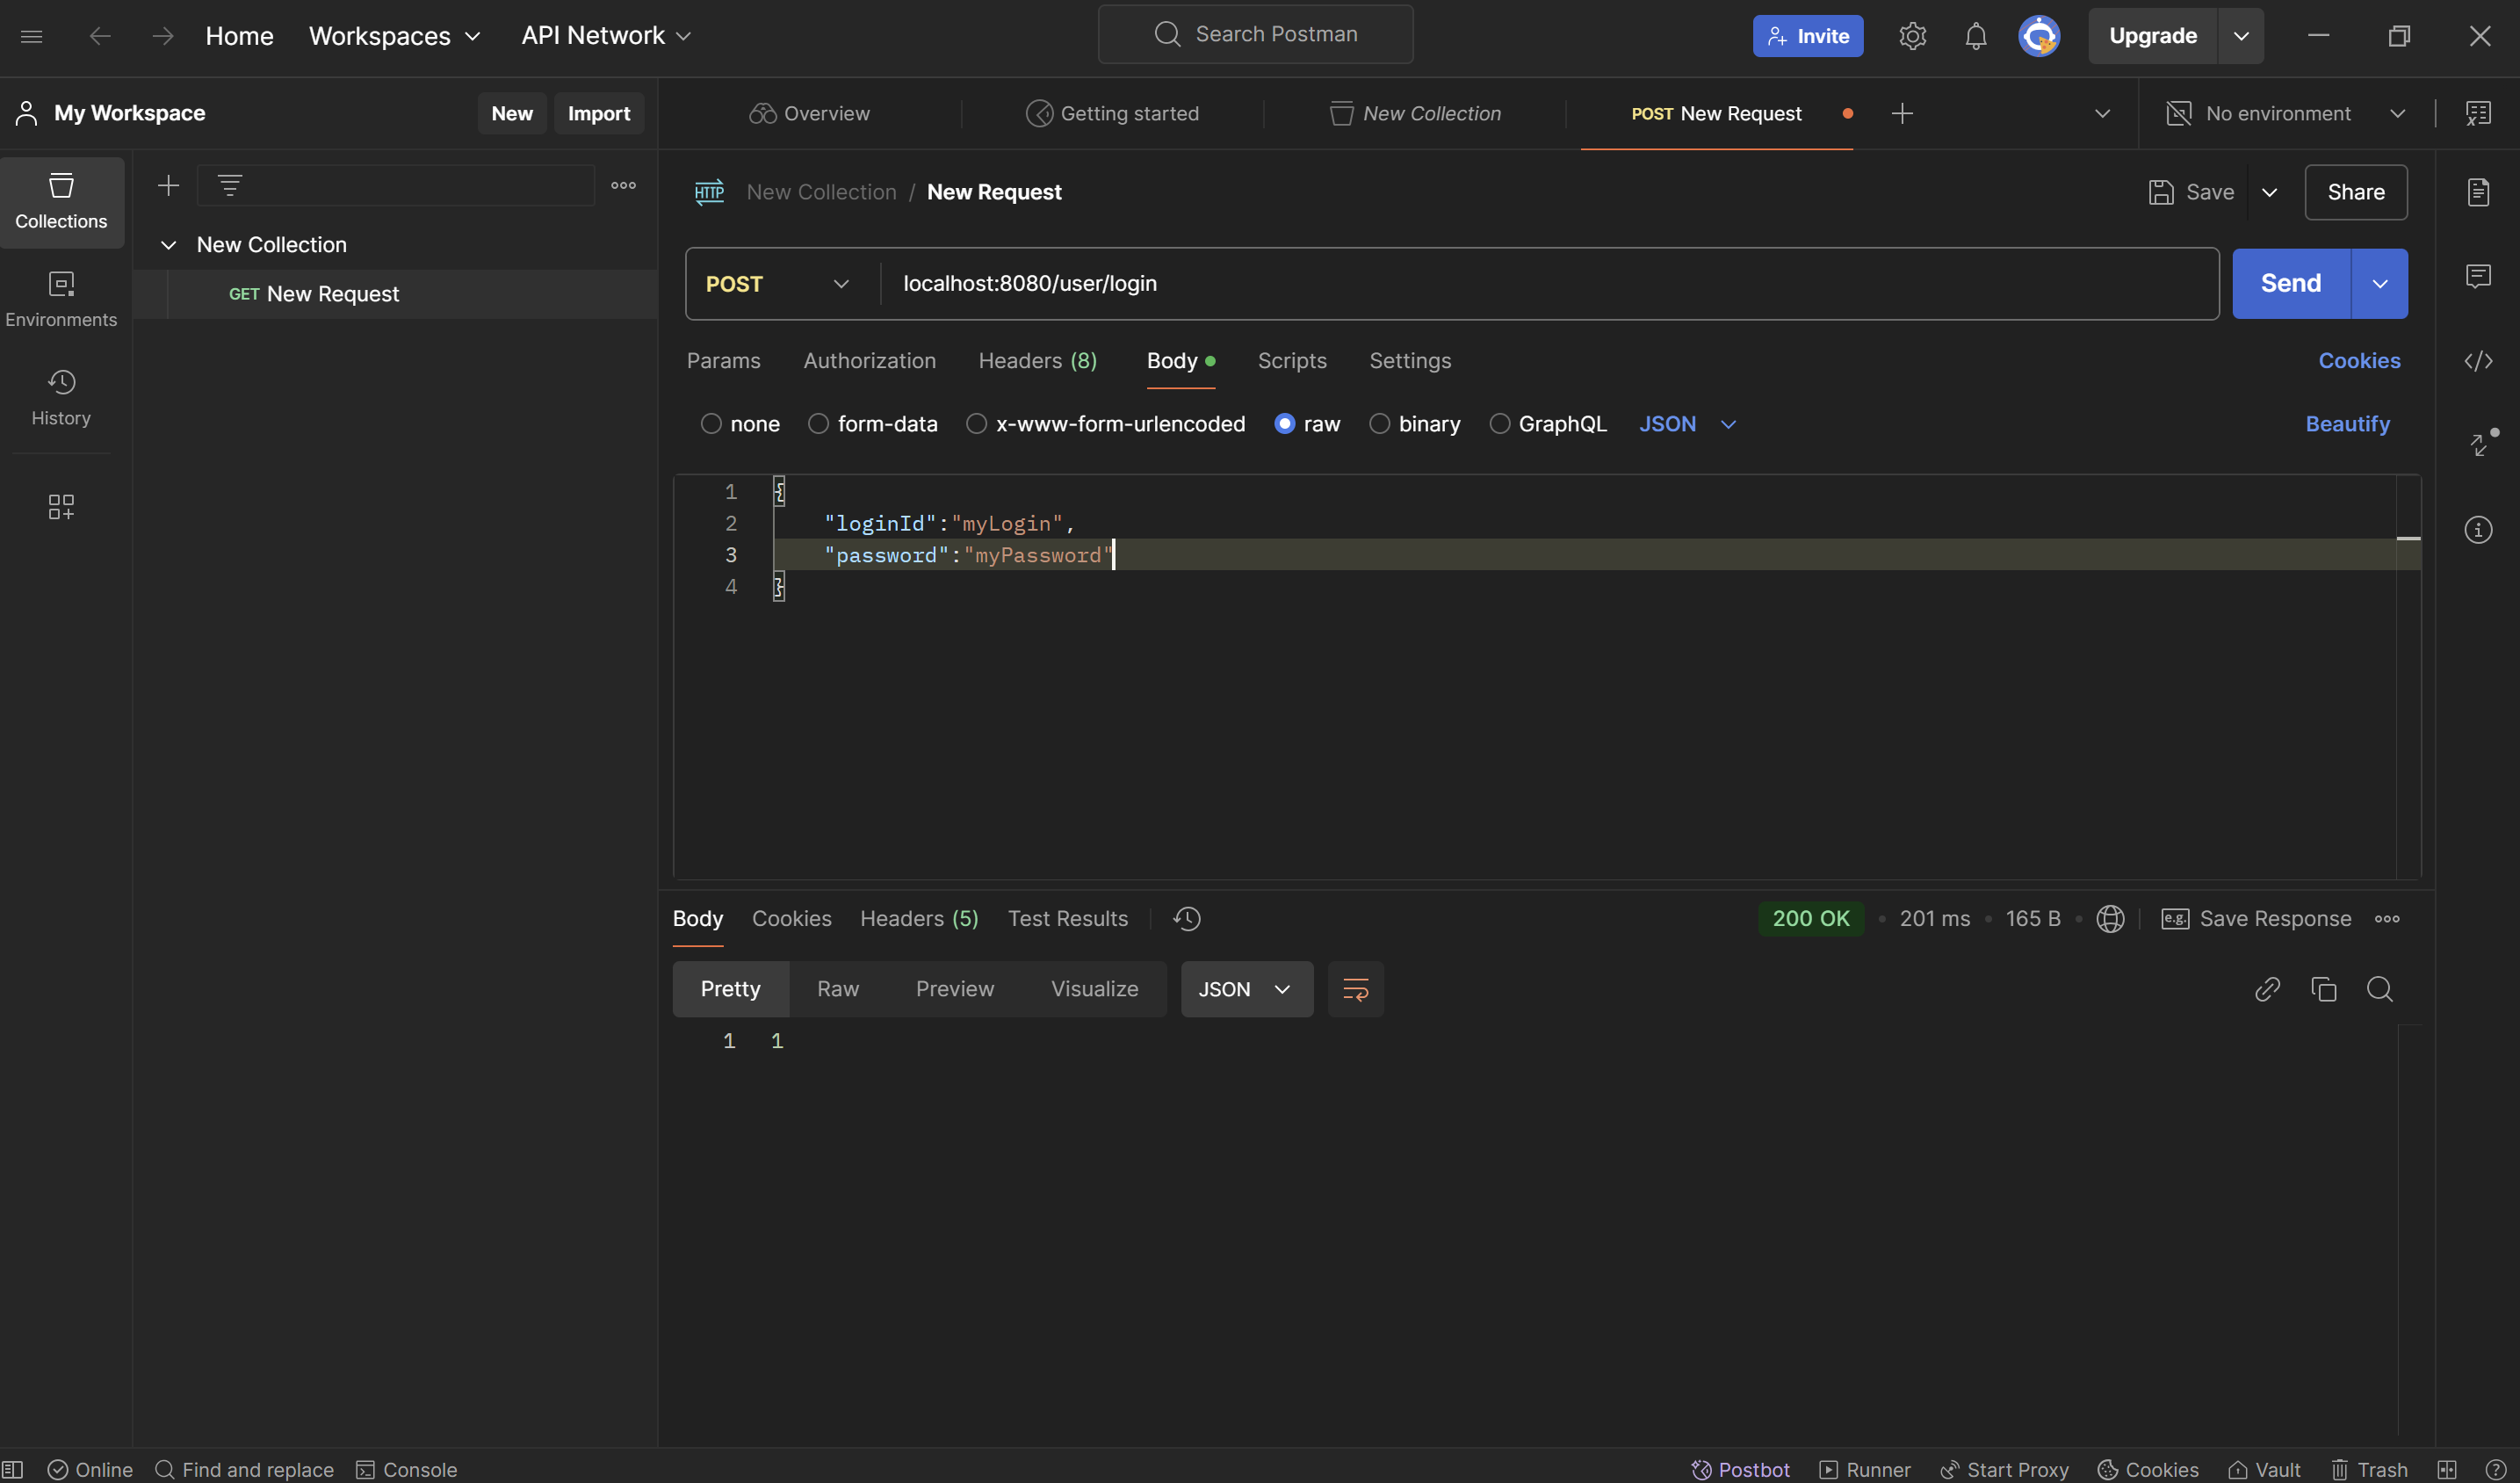 Home Workspaces API Network Search Postman Invite Upgrade
My Workspace New Import Overview Getting started New Collection POST New Request No environment
Collections
Environments
History
New Collection
GET New Request
HTTP New Collection / New Request Save Share
POST localhost:8080/user/login Send
Params Authorization Headers (8) Body Scripts Settings Cookies
none form-data x-www-form-urlencoded raw binary GraphQL JSON Beautify
1 {
2 "loginId":"myLogin",
3 "password":"myPassword"
4 }
Body Cookies Headers (5) Test Results 200 OK • 201 ms • 165 B • e.g. Save Response
Pretty Raw Preview Visualize JSON
1 1
Online Find and replace Console Postbot Runner Start Proxy Cookies Vault Trash